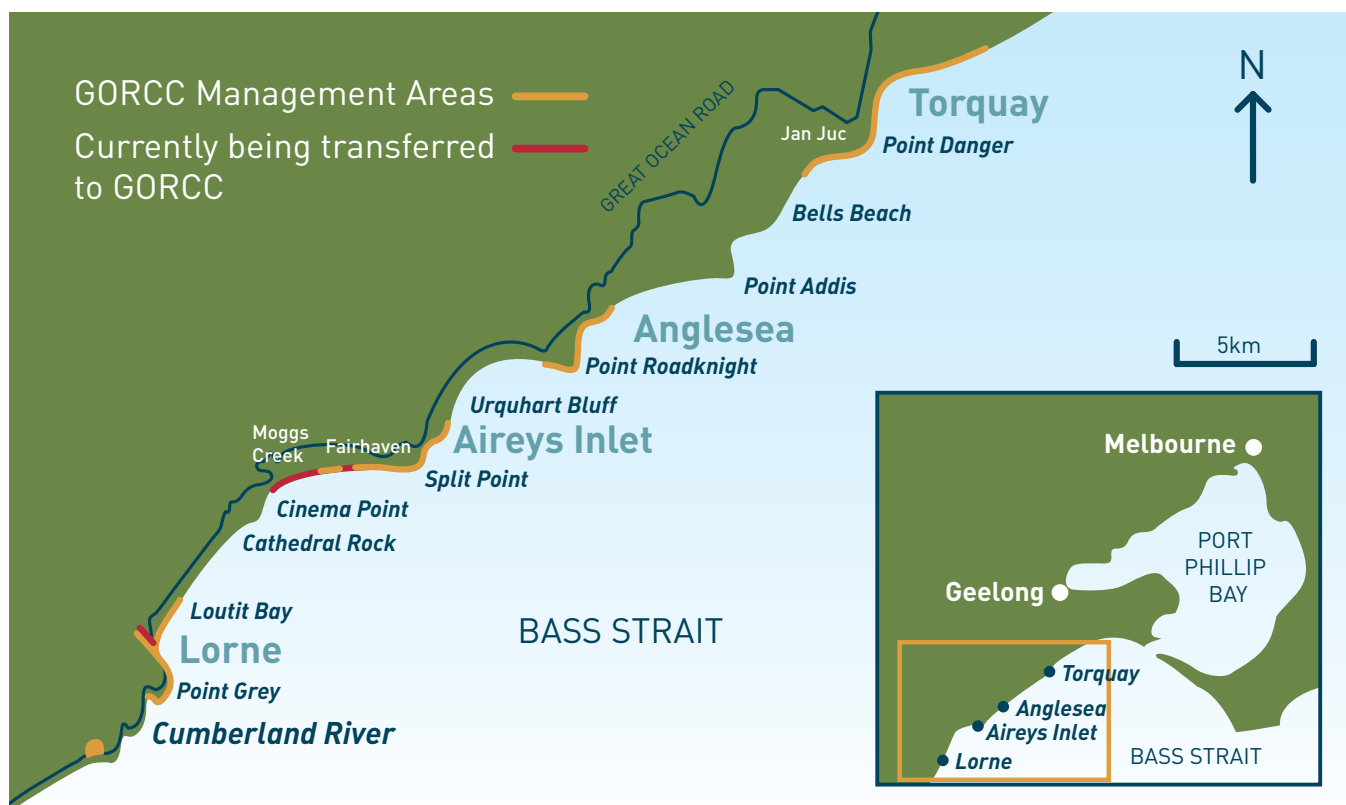 GORCC Management Areas
Currently being transferred
to GORCC
N
GREAT OCEAN ROAD
Torquay
Jan Juc
Point Danger
Bells Beach
Point Addis
Anglesea
5km
Point Roadknight
Urquhart Bluff
Moggs
Creek
Fairhaven
Aireys Inlet
Split Point
Cinema Point
Cathedral Rock
Loutit Bay
Lorne
BASS STRAIT
Point Grey
Cumberland River
Melbourne
PORT
PHILLIP
BAY
Geelong
Torquay
Anglesea
Aireys Inlet
BASS STRAIT
Lorne